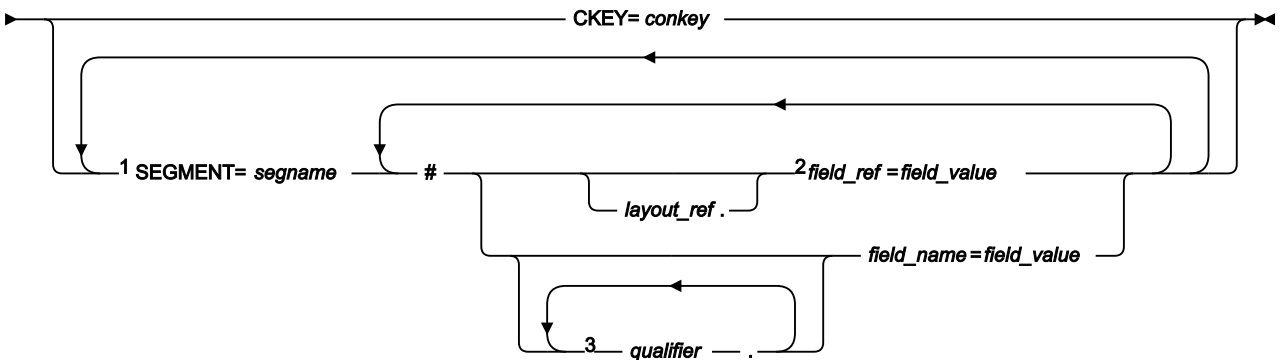 CKEY= conkey
1 SEGMENT= segname # 2 field_ref = field_value
layout_ref .
field_name = field_value
3 qualifier .